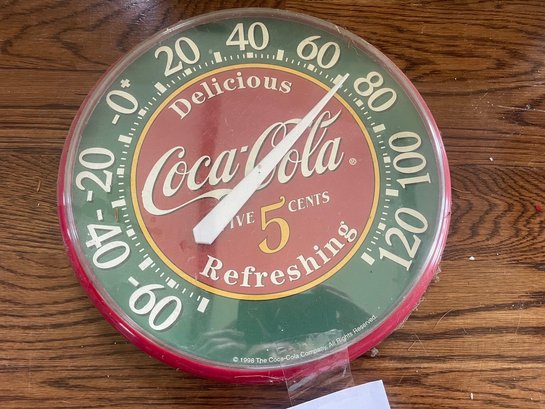 -60
-40
-20
-0+
20
40
60
80
100
120
Delicious
Coca-Cola ®
FIVE 5 CENTS
Refreshing
© 1998 The Coca-Cola Company. All Rights Reserved.